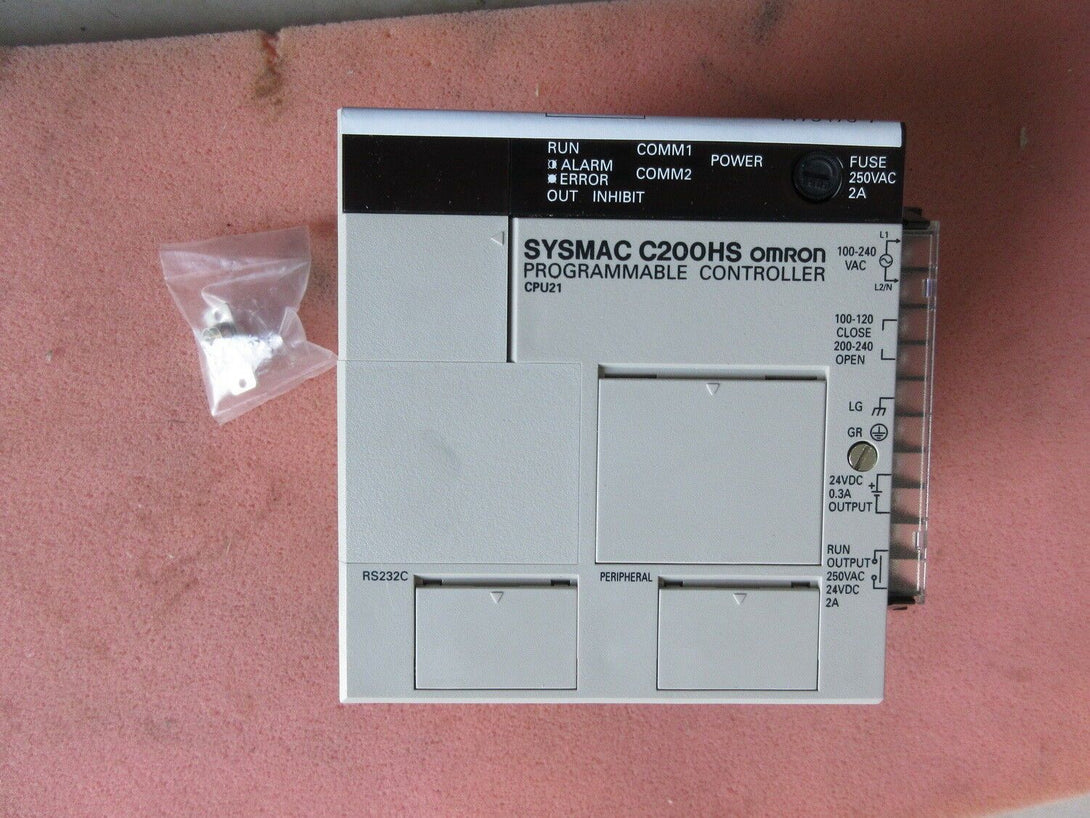 RUN
COMM1
POWER
FUSE
ALARM
COMM2
250VAC
ERROR
2A
OUT INHIBIT
SYSMAC C200HS OMRON
PROGRAMMABLE CONTROLLER
CPU21
L1
100-240
VAC
L2/N
100-120
CLOSE
200-240
OPEN
LG
GR
24VDC
0.3A
OUTPUT
+
RUN
OUTPUT
250VAC
24VDC
2A
RS232C
PERIPHERAL